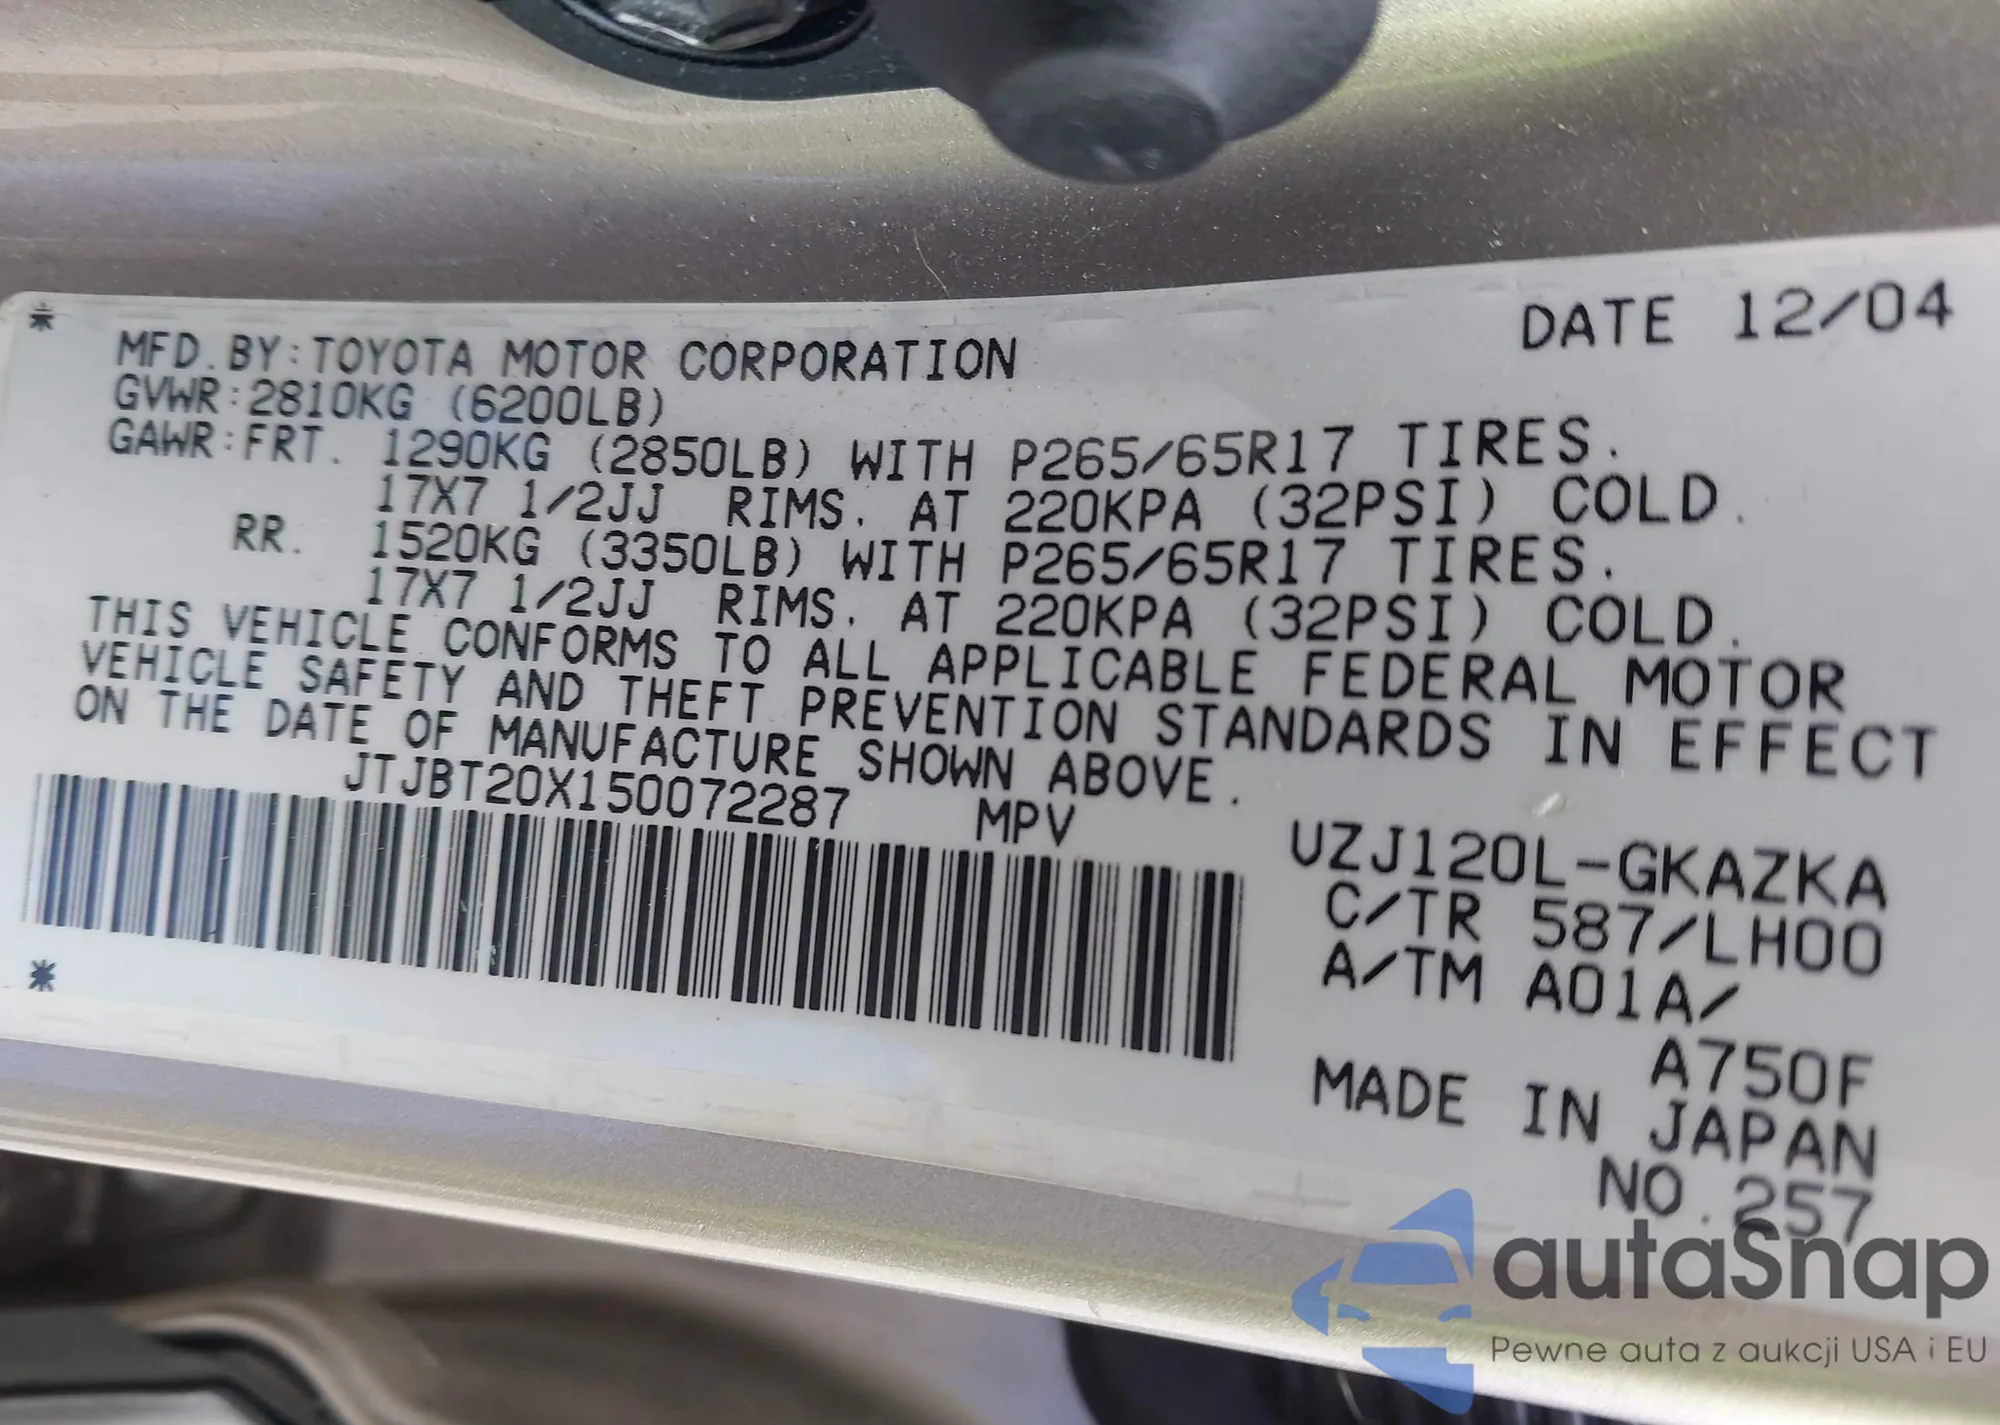 DATE 12/04
MFD.BY:TOYOTA MOTOR CORPORATION
GVWR:2810KG (6200LB)
GAWR:FRT. 1290KG (2850LB) WITH P265/65R17 TIRES.
17X7 1/2JJ RIMS. AT 220KPA (32PSI) COLD.
RR. 1520KG (3350LB) WITH P265/65R17 TIRES.
17X7 1/2JJ RIMS. AT 220KPA (32PSI) COLD.
THIS VEHICLE CONFORMS TO ALL APPLICABLE FEDERAL MOTOR
VEHICLE SAFETY AND THEFT PREVENTION STANDARDS IN EFFECT
ON THE DATE OF MANUFACTURE SHOWN ABOVE.
JTJBT20X150072287 MPV
UZJ120L-GKAZKA
C/TR 587/LH00
A/TM A01A/
A750F
MADE IN JAPAN
NO.257
autaSnap
Pewne auta z aukcji USA i EU